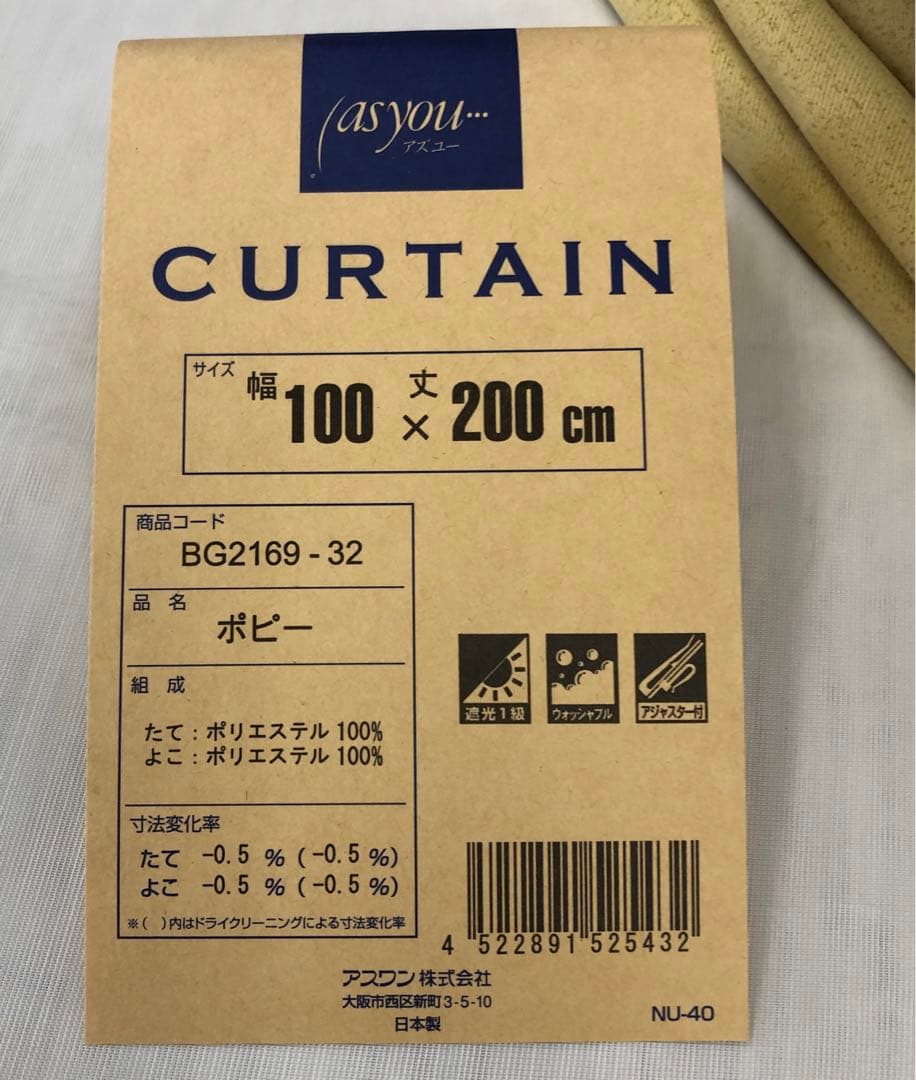 as you…
アズユー
CURTAIN
サイズ
幅 100 × 丈 200 cm
商品コード
BG2169 - 32
品 名
ポピー
組 成
たて：ポリエステル 100%
よこ：ポリエステル 100%
寸法変化率
たて -0.5 % ( -0.5 %)
よこ -0.5 % ( -0.5 %)
※( )内はドライクリーニングによる寸法変化率
遮光1級
ウォッシャブル
アジャスター付
4 522891 525432
アスワン株式会社
大阪市西区新町3-5-10
日本製
NU-40